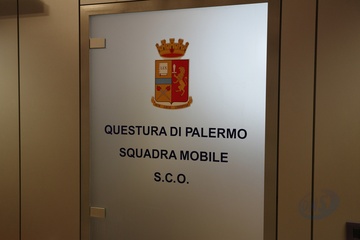 QUESTURA DI PALERMO
SQUADRA MOBILE
S.C.O.